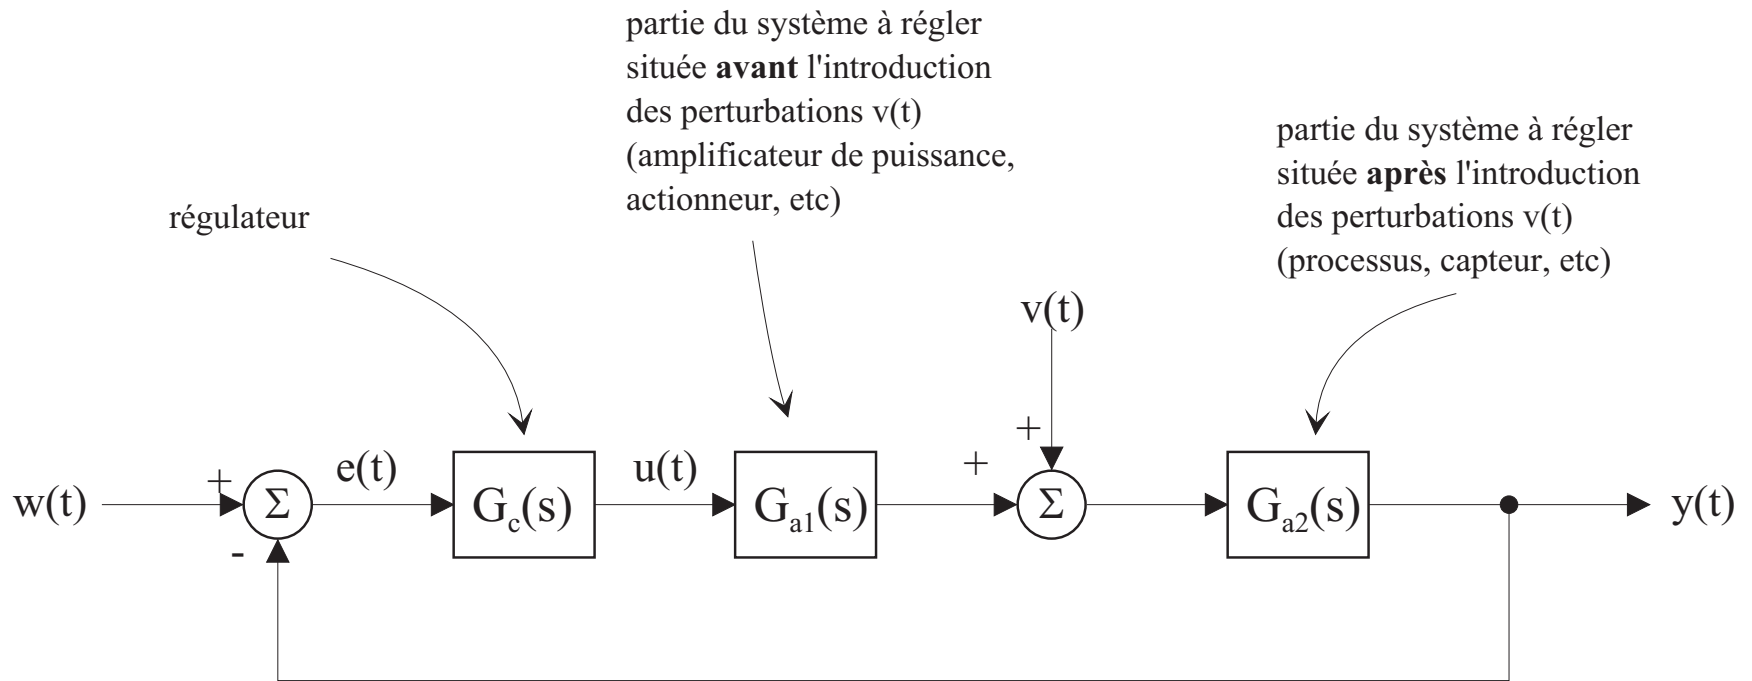 partie du système à régler
située avant l'introduction
des perturbations v(t)
(amplificateur de puissance,
actionneur, etc)
partie du système à régler
située après l'introduction
des perturbations v(t)
(processus, capteur, etc)
régulateur
v(t)
+
w(t)
+
-
Σ
e(t)
Gc(s)
u(t)
Ga1(s)
+
Σ
Ga2(s)
y(t)